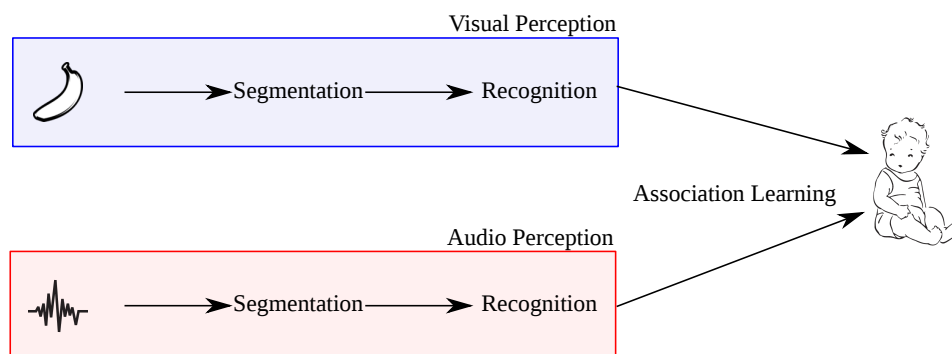 Visual Perception
Segmentation
Recognition
Association Learning
Audio Perception
Segmentation
Recognition